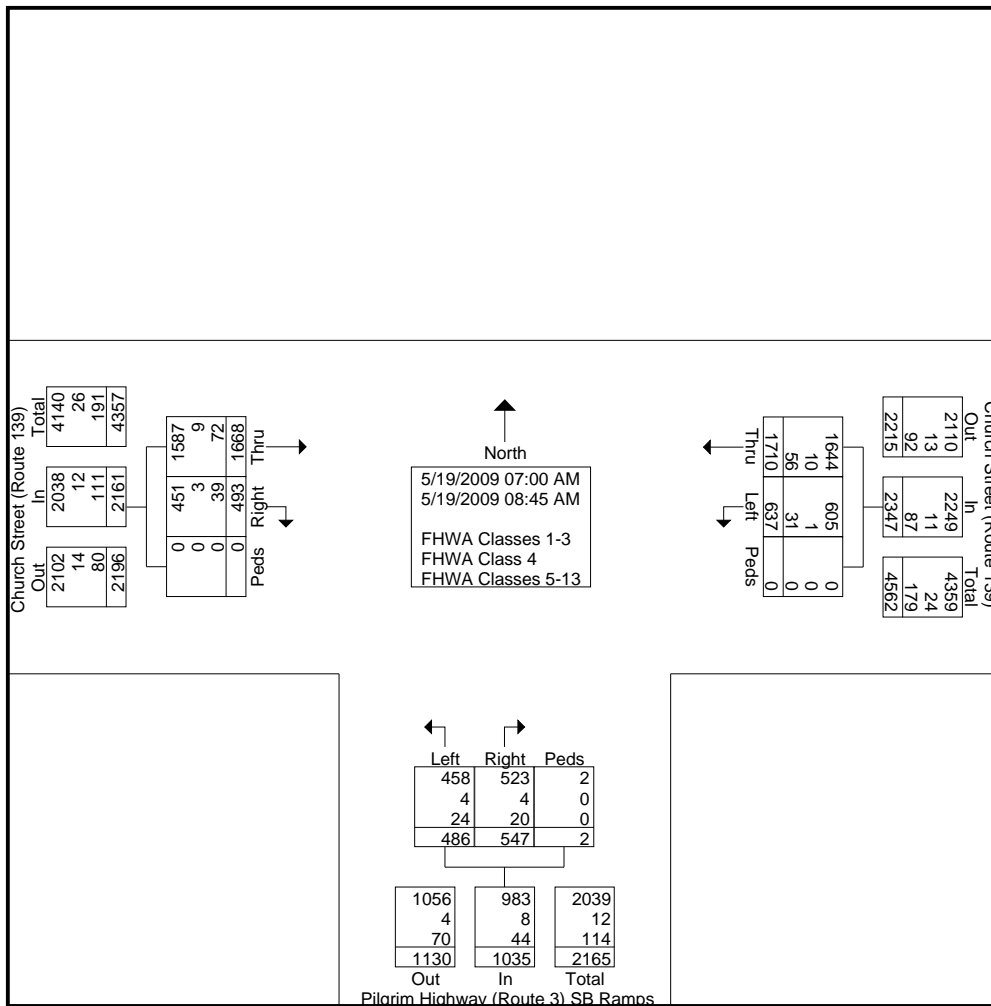 North
5/19/2009 07:00 AM
5/19/2009 08:45 AM
FHWA Classes 1-3
FHWA Class 4
FHWA Classes 5-13
Church Street (Route 139)
Total
4140
26
191
4357
In
2038
12
111
2161
Out
2102
14
80
2196
Thru
1668
72
9
1587
Right
493
39
3
451
Peds
0
0
0
0
Church Street (Route 139)
Out
2110
13
92
2215
In
2249
11
87
2347
Total
4359
24
179
4562
Thru
1644
10
56
1710
Left
605
1
31
637
Peds
0
0
0
0
Left Right Peds
458 523 2
4 4 0
24 20 0
486 547 2
1056 983 2039
4 8 12
70 44 114
1130 1035 2165
Out In Total
Pilgrim Highway (Route 3) SB Ramps